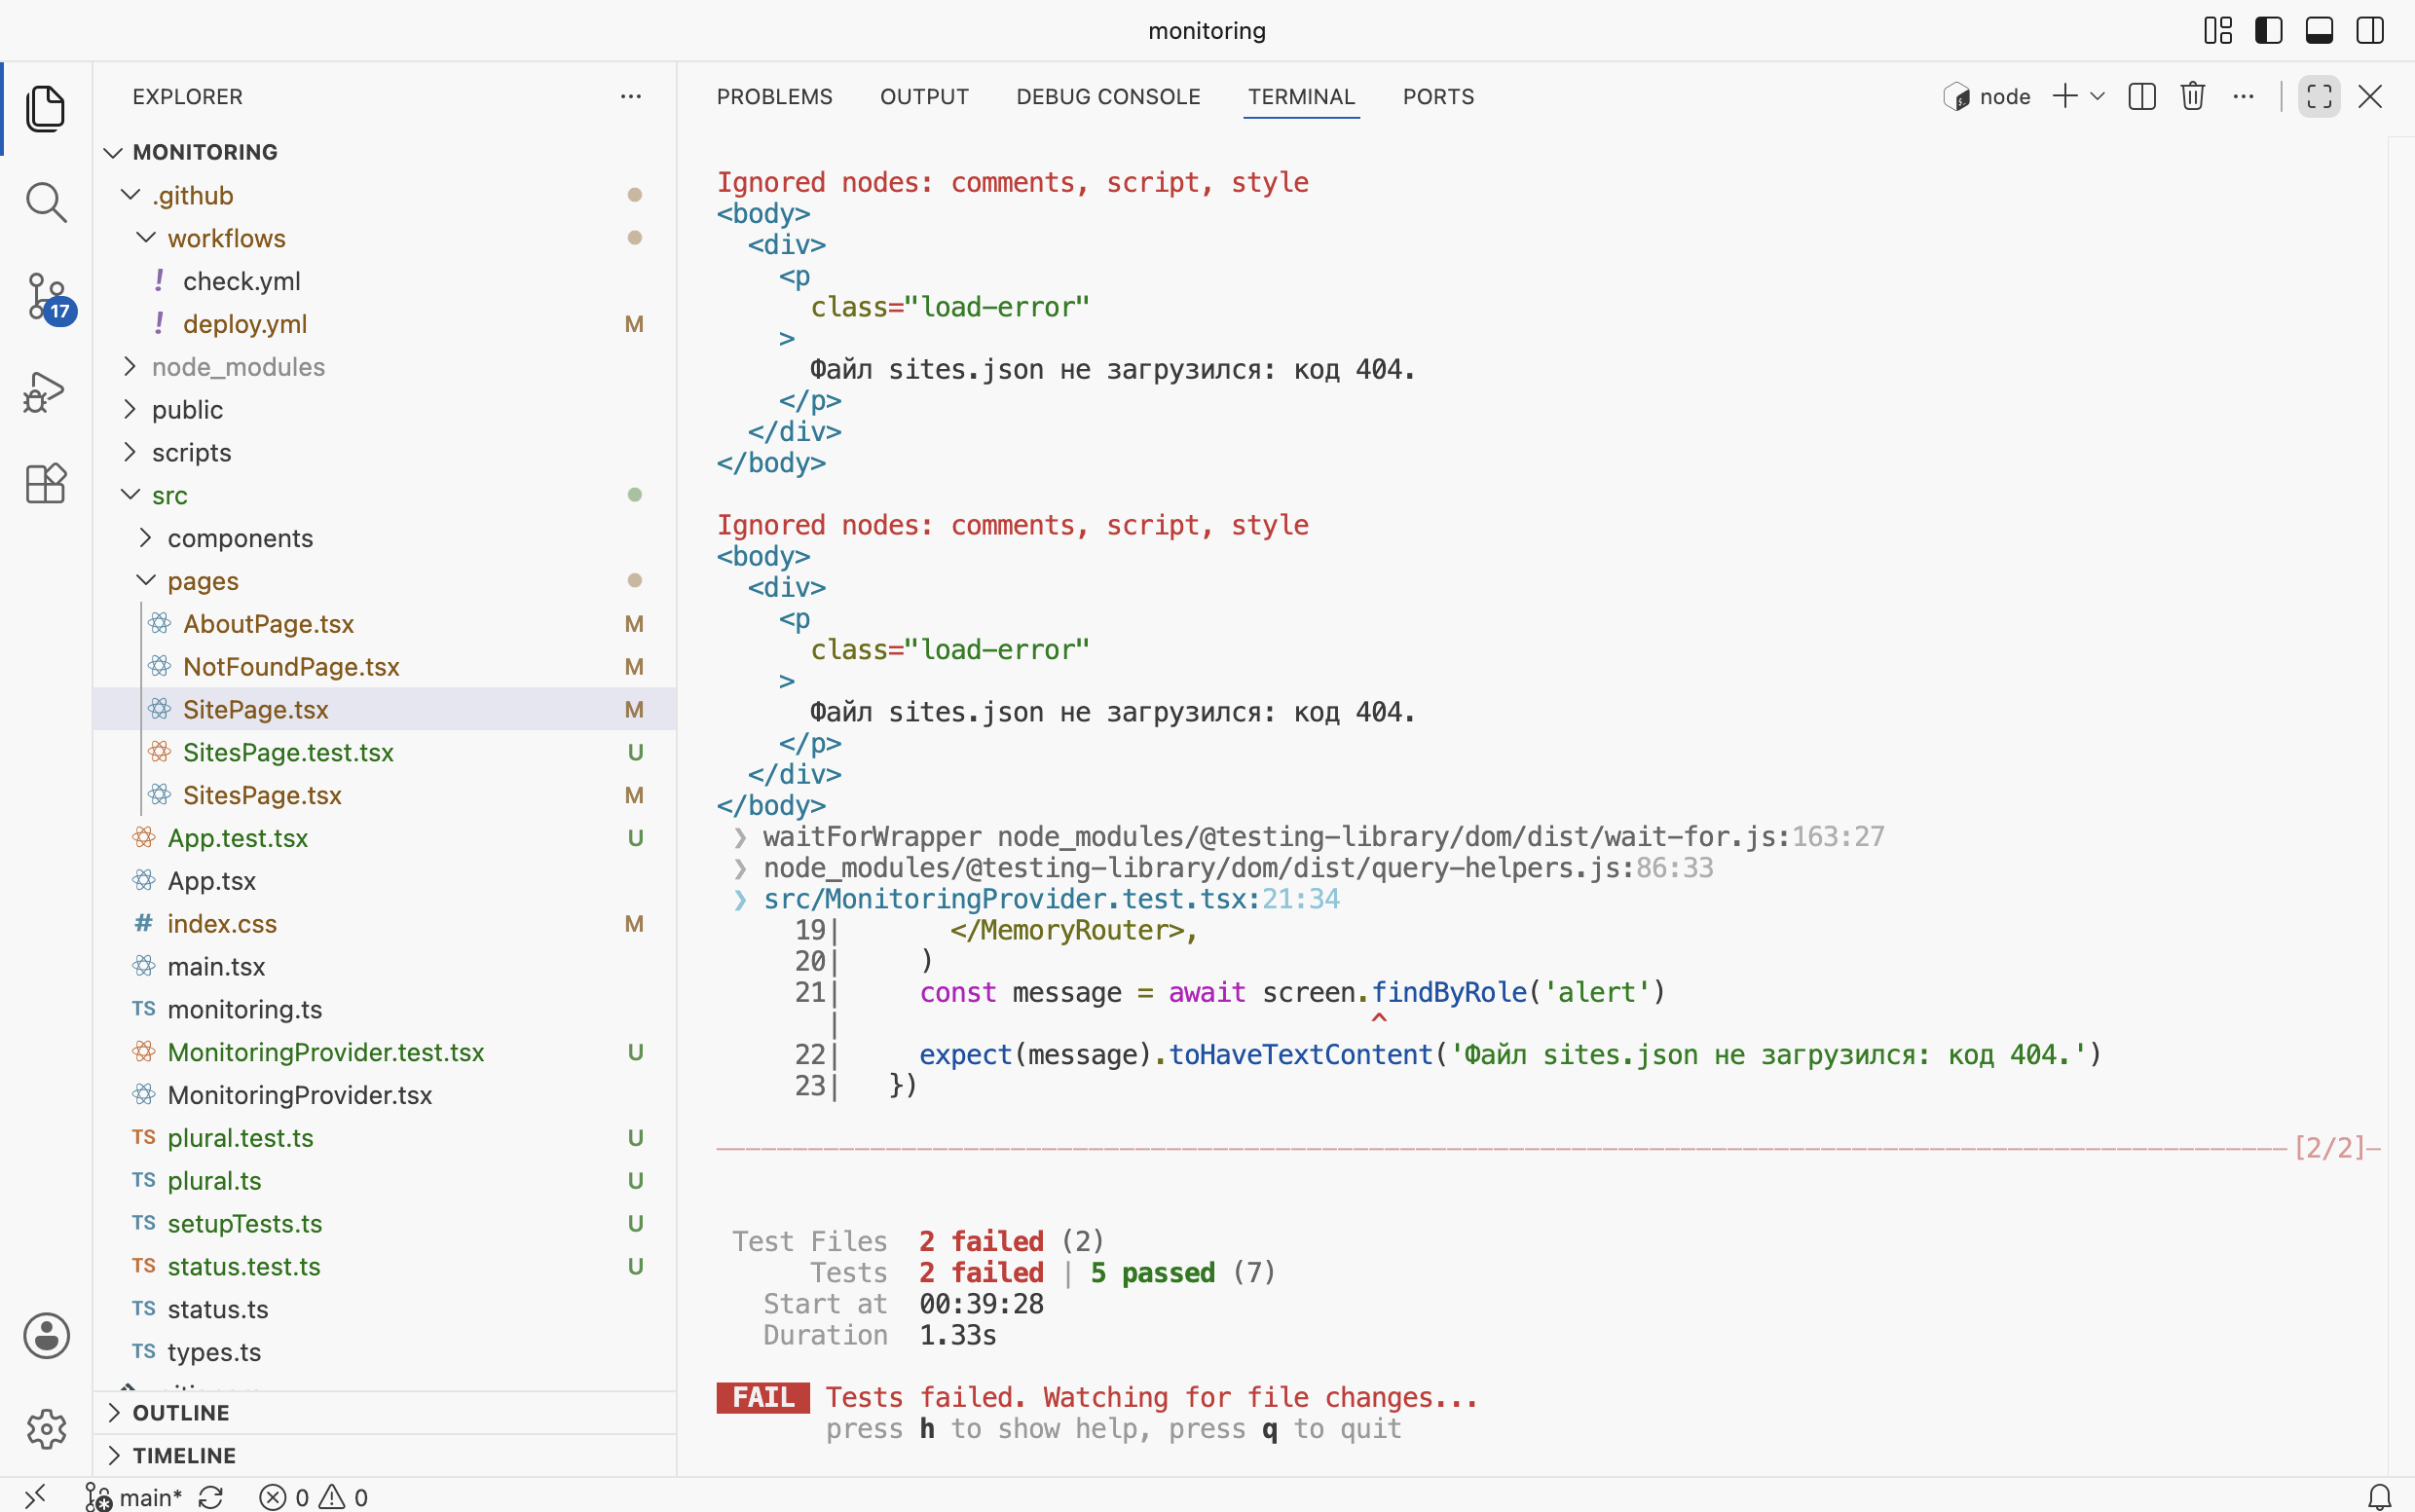 monitoring
EXPLORER
MONITORING
.github
workflows
! check.yml
! deploy.yml M
node_modules
public
scripts
src
components
pages
AboutPage.tsx M
NotFoundPage.tsx M
SitePage.tsx M
SitesPage.test.tsx U
SitesPage.tsx M
App.test.tsx U
App.tsx
# index.css M
main.tsx
TS monitoring.ts
MonitoringProvider.test.tsx U
MonitoringProvider.tsx
TS plural.test.ts U
TS plural.ts U
TS setupTests.ts U
TS status.test.ts U
TS status.ts
TS types.ts
OUTLINE
TIMELINE
17
PROBLEMS OUTPUT DEBUG CONSOLE TERMINAL PORTS
node
Ignored nodes: comments, script, style
<body>
  <div>
    <p
      class="load-error"
    >
      Файл sites.json не загрузился: код 404.
    </p>
  </div>
</body>
Ignored nodes: comments, script, style
<body>
  <div>
    <p
      class="load-error"
    >
      Файл sites.json не загрузился: код 404.
    </p>
  </div>
</body>
❯ waitForWrapper node_modules/@testing-library/dom/dist/wait-for.js:163:27
❯ node_modules/@testing-library/dom/dist/query-helpers.js:86:33
❯ src/MonitoringProvider.test.tsx:21:34
19|       </MemoryRouter>,
20|     )
21|     const message = await screen.findByRole('alert')
|                                  ^
22|     expect(message).toHaveTextContent('Файл sites.json не загрузился: код 404.')
23|   })
[2/2]
Test Files 2 failed (2)
Tests 2 failed | 5 passed (7)
Start at 00:39:28
Duration 1.33s
FAIL Tests failed. Watching for file changes...
press h to show help, press q to quit
main* 0 0